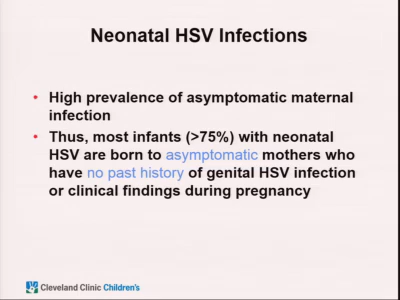 Neonatal HSV Infections
• High prevalence of asymptomatic maternal
infection
• Thus, most infants (>75%) with neonatal
HSV are born to asymptomatic mothers who
have no past history of genital HSV infection
or clinical findings during pregnancy
Cleveland Clinic Children's